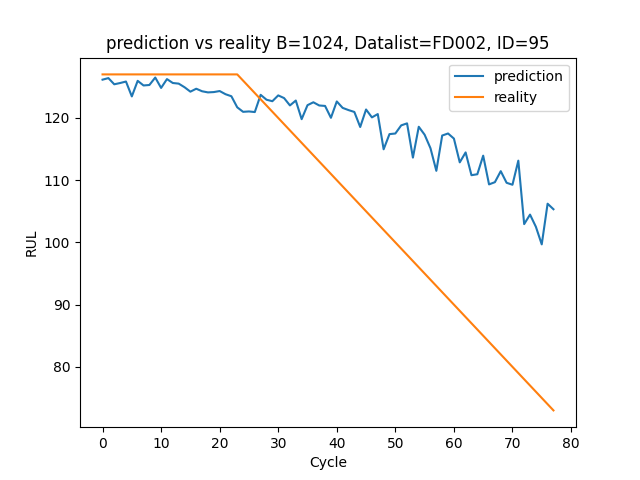 prediction vs reality B=1024, Datalist=FD002, ID=95
prediction
reality
RUL
120
110
100
90
80
0 10 20 30 40 50 60 70 80
Cycle